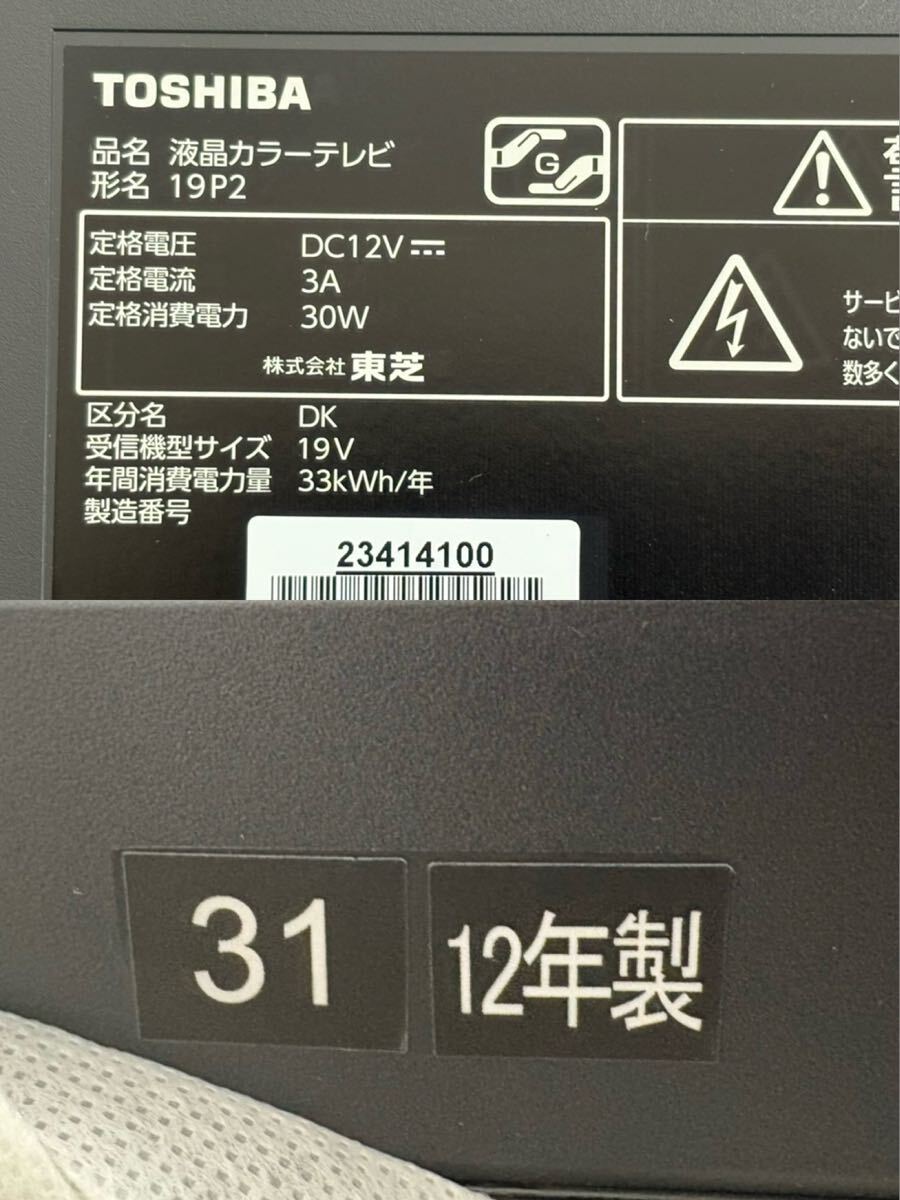 TOSHIBA
品名 液晶カラーテレビ
形名 19P2
G
定格電圧 DC12V
定格電流 3A
定格消費電力 30W
株式会社 東芝
区分名 DK
受信機型サイズ 19V
年間消費電力量 33kWh/年
製造番号
23414100
サービ
ないで
数多く
31
12年製